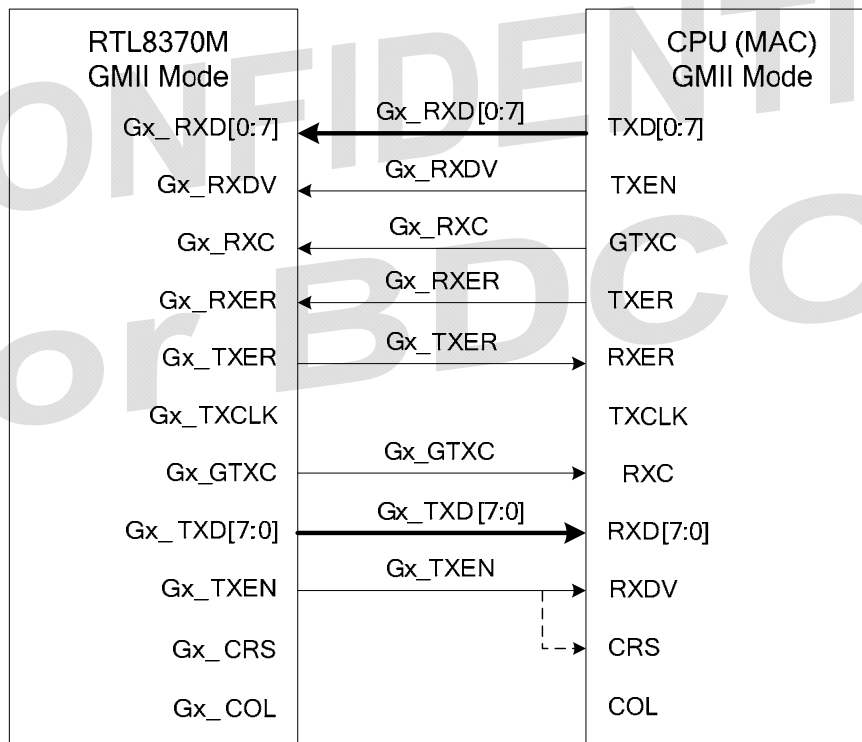 RTL8370M
GMII Mode
CPU (MAC)
GMII Mode
Gx_RXD[0:7] Gx_RXD[0:7] TXD[0:7]
Gx_RXDV Gx_RXDV TXEN
Gx_RXC Gx_RXC GTXC
Gx_RXER Gx_RXER TXER
Gx_TXER Gx_TXER RXER
Gx_TXCLK TXCLK
Gx_GTXC Gx_GTXC RXC
Gx_TXD[7:0] Gx_TXD[7:0] RXD[7:0]
Gx_TXEN Gx_TXEN RXDV
Gx_CRS CRS
Gx_COL COL
ONFIDENTI
or BDCO